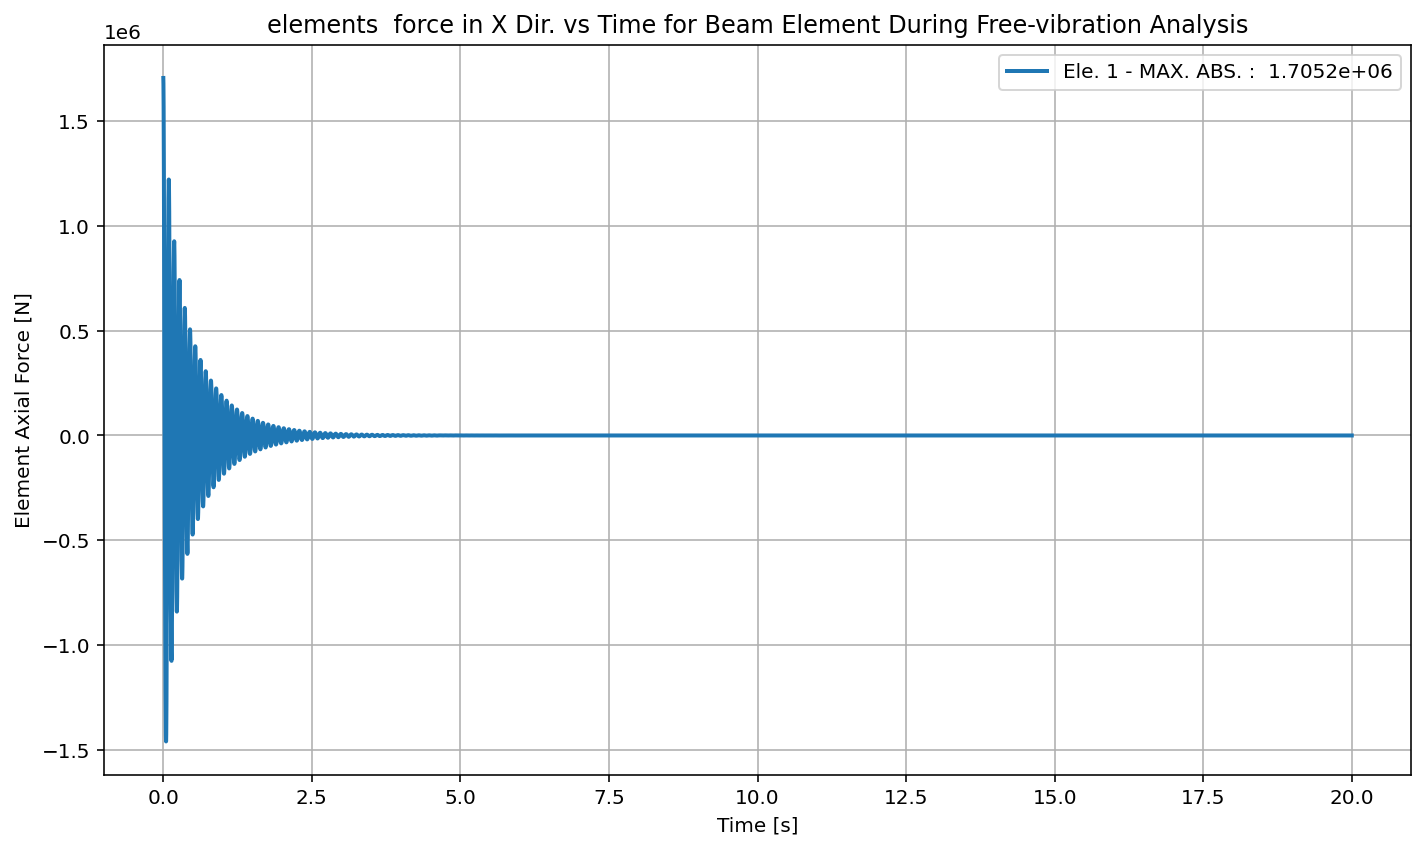 elements  force in X Dir. vs Time for Beam Element During Free-vibration Analysis
1e6
Ele. 1 - MAX. ABS. :  1.7052e+06
1.5
1.0
0.5
0.0
−0.5
−1.0
−1.5
Element Axial Force [N]
0.0 2.5 5.0 7.5 10.0 12.5 15.0 17.5 20.0
Time [s]